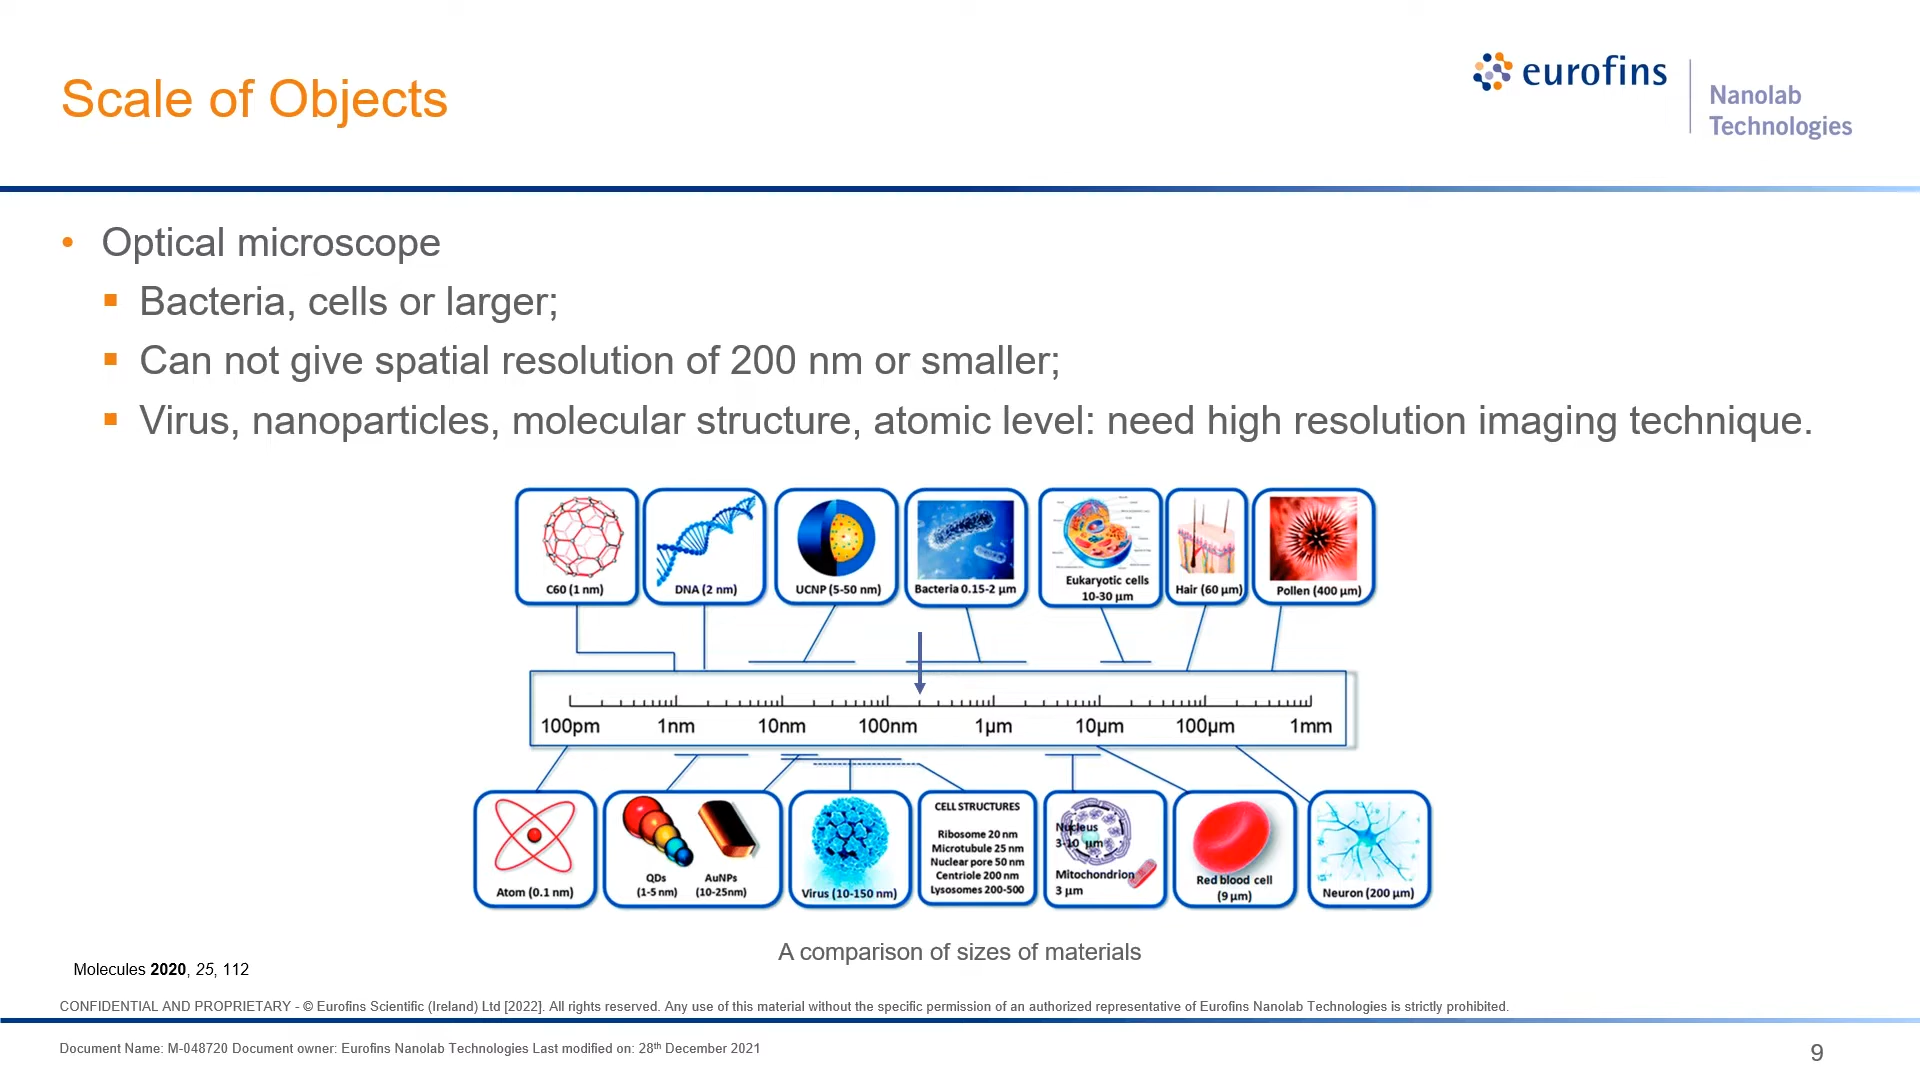 Scale of Objects
eurofins
Nanolab
Technologies
• Optical microscope
▪ Bacteria, cells or larger;
▪ Can not give spatial resolution of 200 nm or smaller;
▪ Virus, nanoparticles, molecular structure, atomic level: need high resolution imaging technique.
C60 (1 nm)
DNA (2 nm)
UCNP (5-50 nm)
Bacteria 0.15-2 µm
Eukaryotic cells
10-30 µm
Hair (60 µm)
Pollen (400 µm)
100pm 1nm 10nm 100nm 1µm 10µm 100µm 1mm
Atom (0.1 nm)
QDs
(1-5 nm)
AuNPs
(10-25nm)
Virus (10-150 nm)
CELL STRUCTURES
Ribosome 20 nm
Microtubule 25 nm
Nuclear pore 50 nm
Centriole 200 nm
Lysosomes 200-500
Nucleus
3-10 µm
Mitochondrion
3 µm
Red blood cell
(9 µm)
Neuron (200 µm)
A comparison of sizes of materials
Molecules 2020, 25, 112
CONFIDENTIAL AND PROPRIETARY - © Eurofins Scientific (Ireland) Ltd [2022]. All rights reserved. Any use of this material without the specific permission of an authorized representative of Eurofins Nanolab Technologies is strictly prohibited.
Document Name: M-048720 Document owner: Eurofins Nanolab Technologies Last modified on: 28th December 2021
9